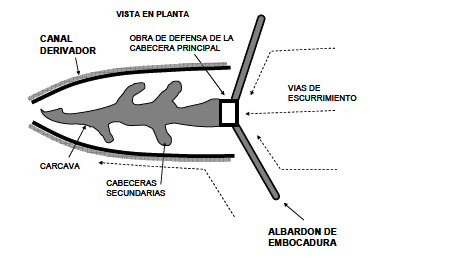 VISTA EN PLANTA
CANAL
DERIVADOR
OBRA DE DEFENSA DE LA
CABECERA PRINCIPAL
VIAS DE
ESCURRIMIENTO
CARCAVA
CABECERAS
SECUNDARIAS
ALBARDON DE
EMBOCADURA